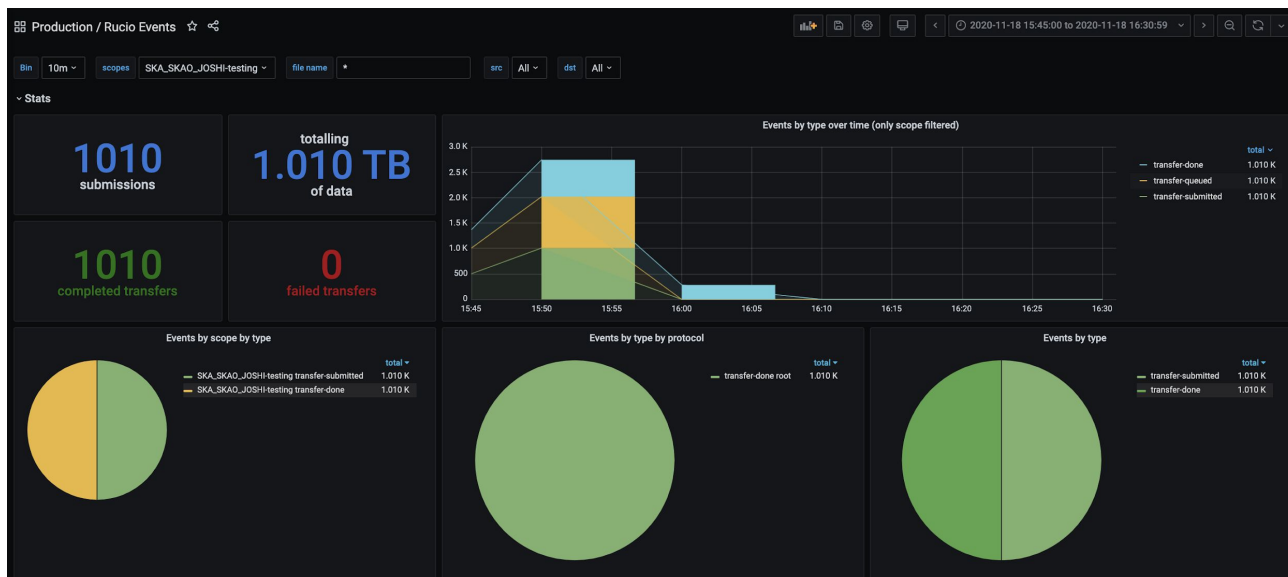 Production / Rucio Events
2020-11-18 15:45:00 to 2020-11-18 16:30:59
Bin 10m scopes SKA_SKAO_JOSHI-testing file name * src All dst All
Stats
1010
submissions
totalling
1.010 TB
of data
1010
completed transfers
0
failed transfers
Events by type over time (only scope filtered)
3.0 K
2.5 K
2.0 K
1.5 K
1.0 K
500
0
15:45 15:50 15:55 16:00 16:05 16:10 16:15 16:20 16:25 16:30
total
transfer-done 1.010 K
transfer-queued 1.010 K
transfer-submitted 1.010 K
Events by scope by type
total
SKA_SKAO_JOSHI-testing transfer-submitted 1.010 K
SKA_SKAO_JOSHI-testing transfer-done 1.010 K
Events by type by protocol
total
transfer-done root 1.010 K
Events by type
total
transfer-submitted 1.010 K
transfer-done 1.010 K